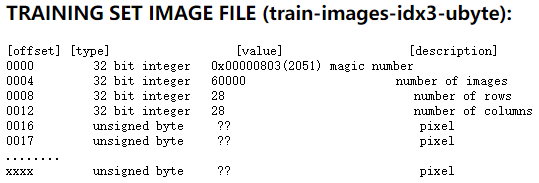 TRAINING SET IMAGE FILE (train-images-idx3-ubyte):
[offset] [type] [value] [description]
0000 32 bit integer 0x00000803(2051) magic number
0004 32 bit integer 60000 number of images
0008 32 bit integer 28 number of rows
0012 32 bit integer 28 number of columns
0016 unsigned byte ?? pixel
0017 unsigned byte ?? pixel
........
xxxx unsigned byte ?? pixel